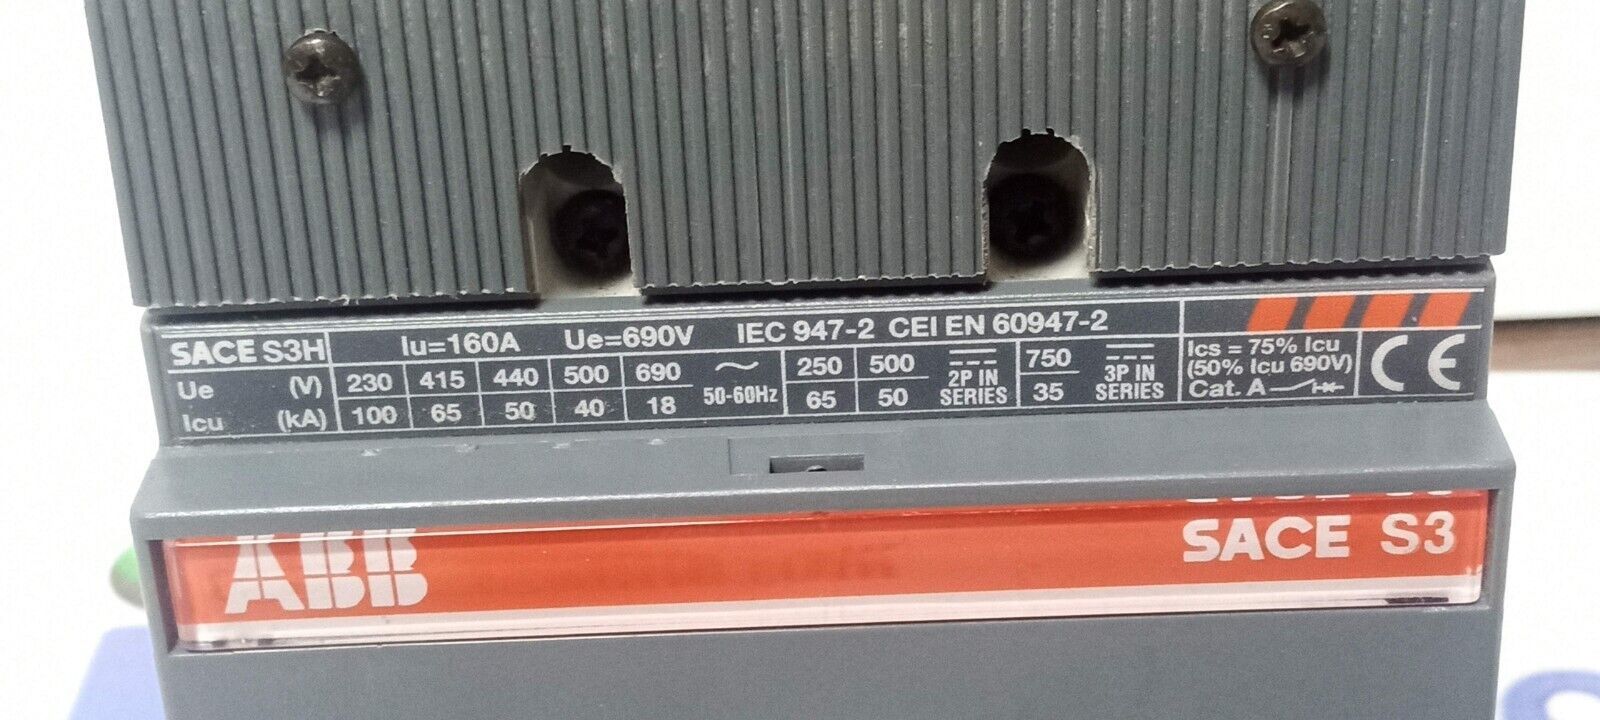 SACE S3H Iu=160A Ue=690V IEC 947-2 CEI EN 60947-2
Ue (V) 230 415 440 500 690 50-60Hz 250 500 2P IN SERIES 750 3P IN SERIES
Icu (kA) 100 65 50 40 18 65 50 35
Ics = 75% Icu
(50% Icu 690V)
Cat. A
CE
ABB
SACE S3